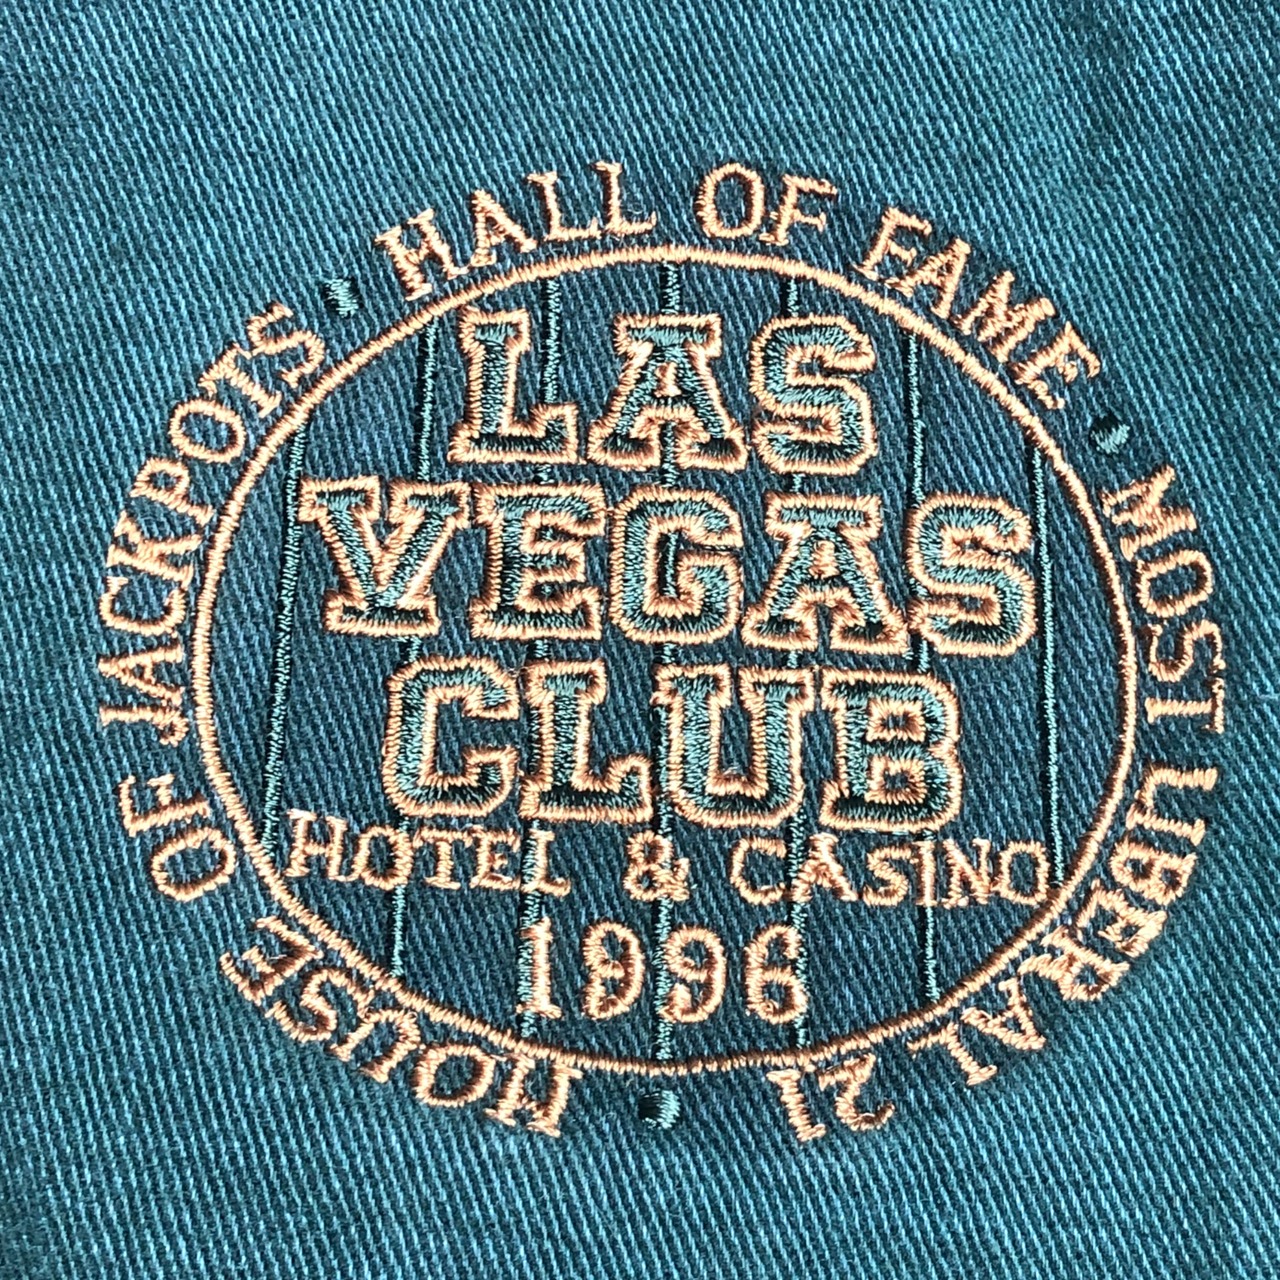 HALL OF FAME • MOST LIBERAL 21 • HOUSE OF JACKPOTS •
LAS
VEGAS
CLUB
HOTEL & CASINO
1996